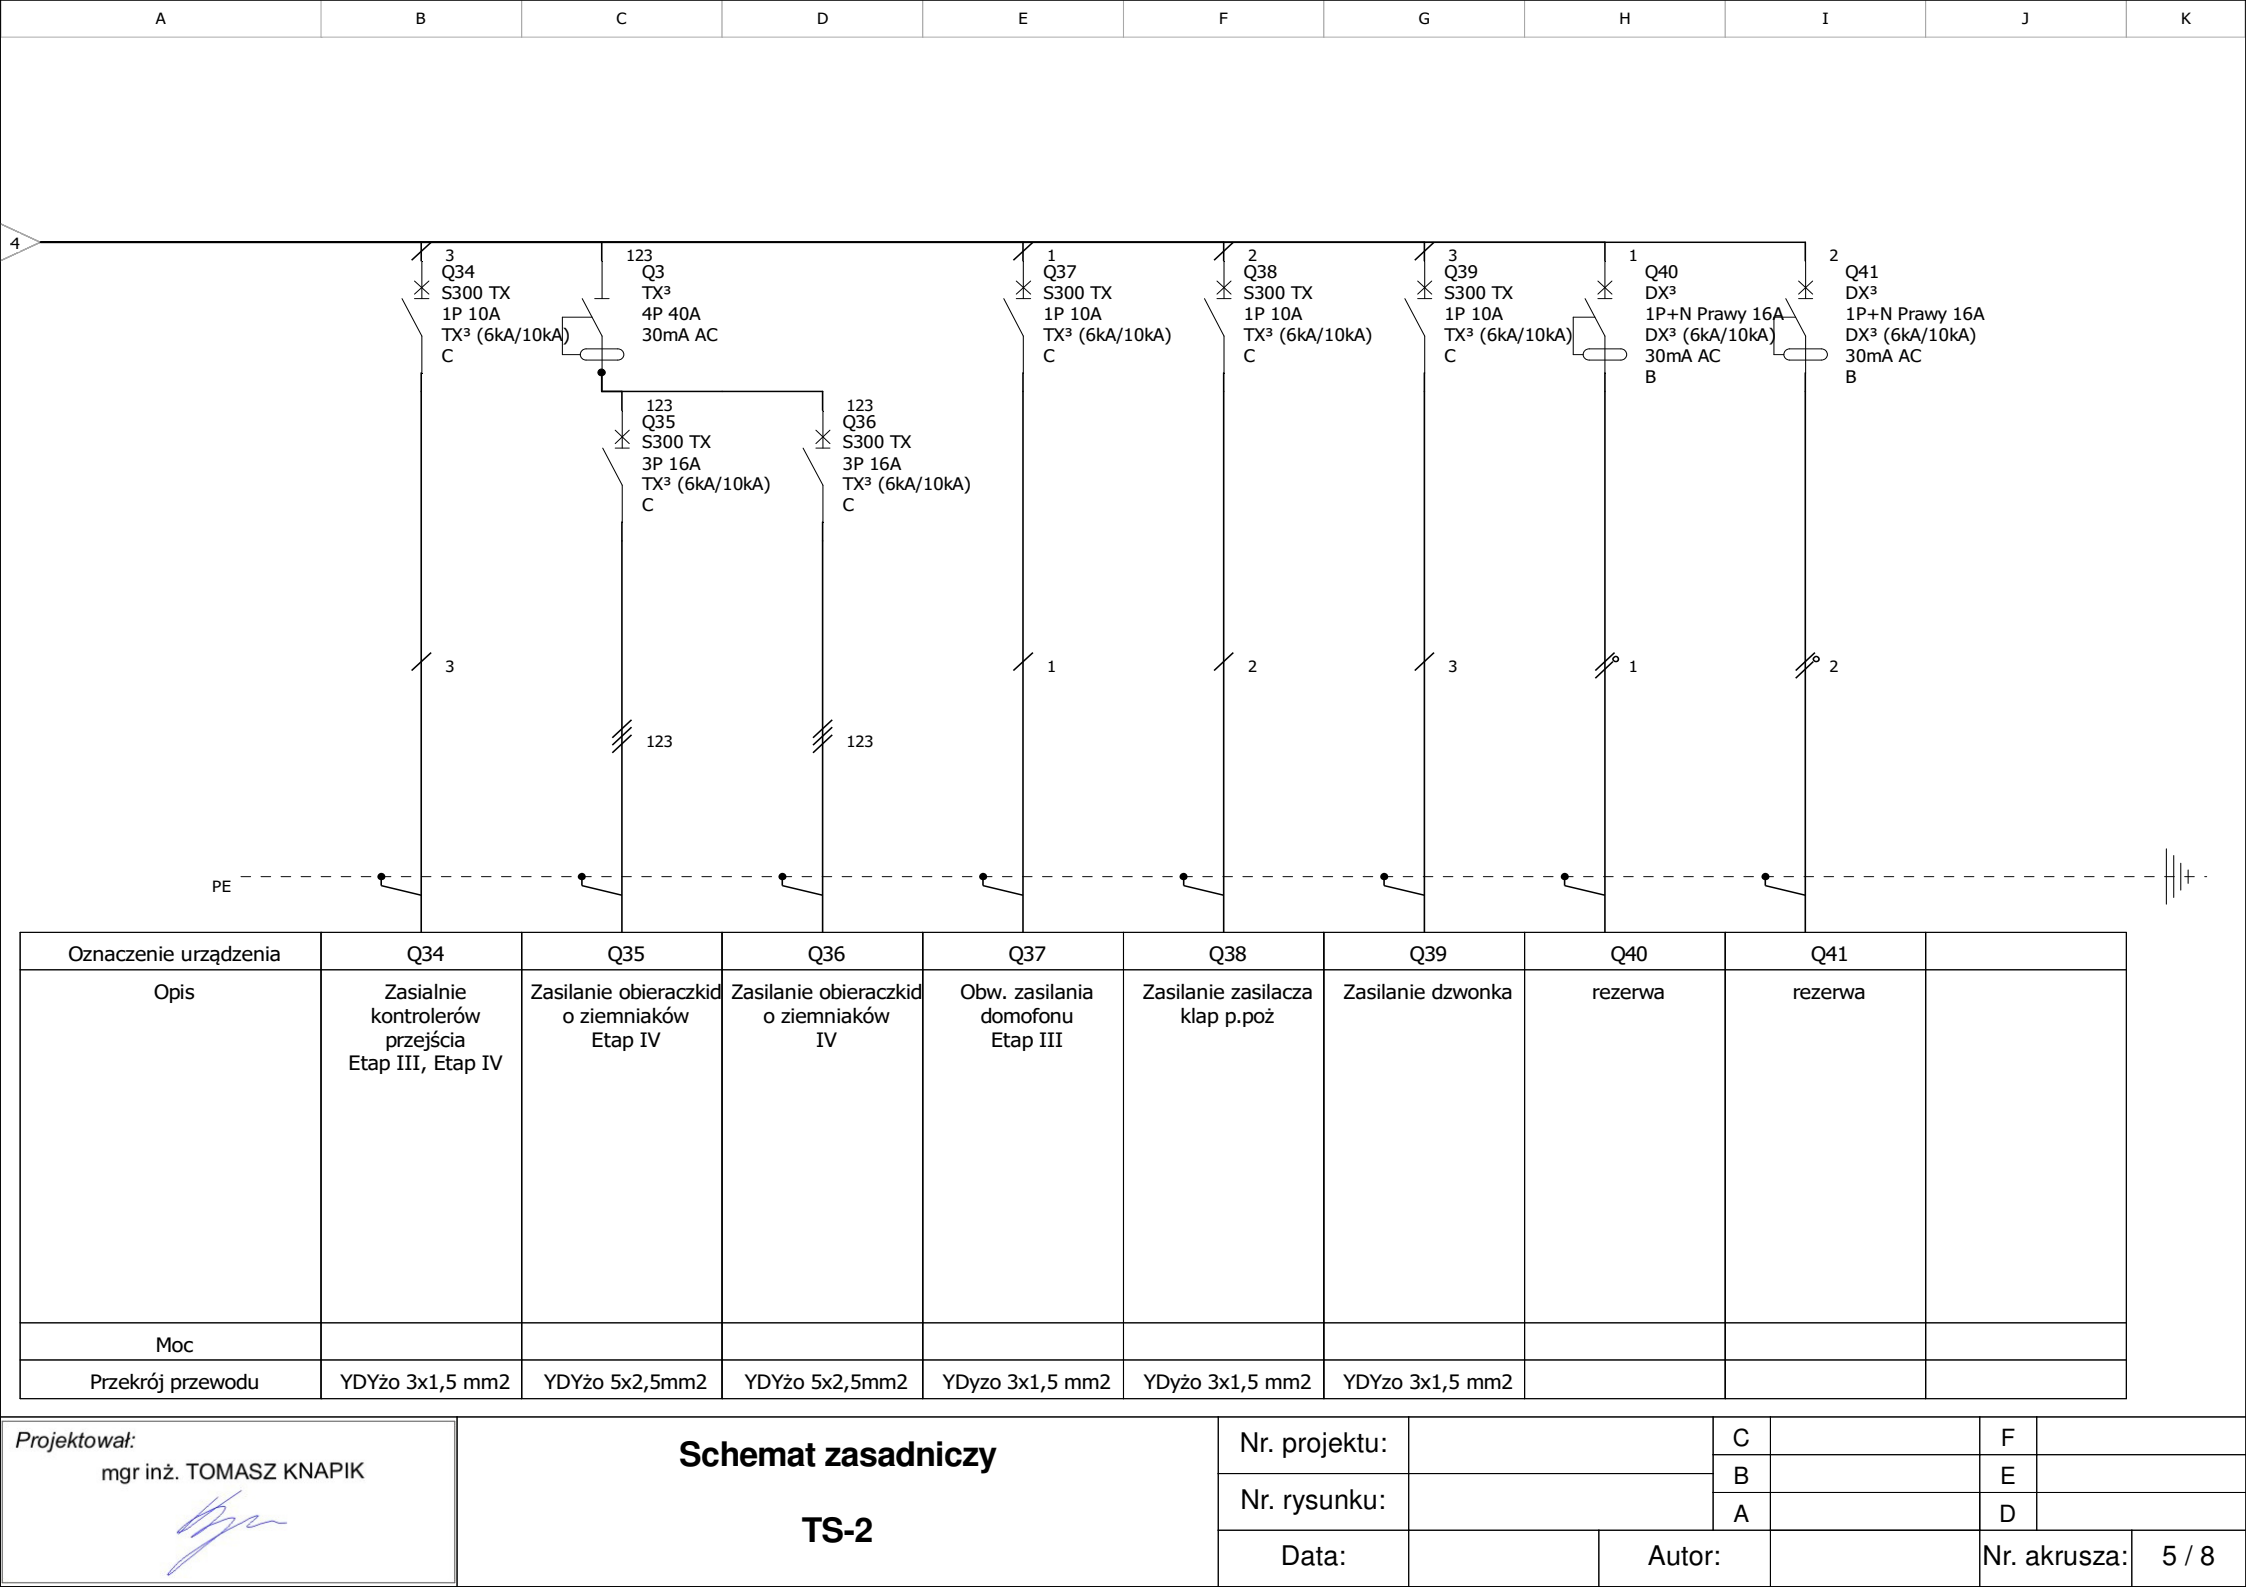 A B C D E F G H I J K
4
3
Q34
S300 TX
1P 10A
TX³ (6kA/10kA)
C
123
Q3
TX³
4P 40A
30mA AC
1
Q37
S300 TX
1P 10A
TX³ (6kA/10kA)
C
2
Q38
S300 TX
1P 10A
TX³ (6kA/10kA)
C
3
Q39
S300 TX
1P 10A
TX³ (6kA/10kA)
C
1
Q40
DX³
1P+N Prawy 16A
DX³ (6kA/10kA)
30mA AC
B
2
Q41
DX³
1P+N Prawy 16A
DX³ (6kA/10kA)
30mA AC
B
123
Q35
S300 TX
3P 16A
TX³ (6kA/10kA)
C
123
Q36
S300 TX
3P 16A
TX³ (6kA/10kA)
C
3 1 2 3 1 2
123 123
PE
Oznaczenie urządzenia Q34 Q35 Q36 Q37 Q38 Q39 Q40 Q41
Opis
Zasialnie
kontrolerów
przejścia
Etap III, Etap IV
Zasilanie obieraczkid
o ziemniaków
Etap IV
Zasilanie obieraczkid
o ziemniaków
IV
Obw. zasilania
domofonu
Etap III
Zasilanie zasilacza
klap p.poż
Zasilanie dzwonka
rezerwa
rezerwa
Moc
Przekrój przewodu YDYżo 3x1,5 mm2 YDYżo 5x2,5mm2 YDYżo 5x2,5mm2 YDyzo 3x1,5 mm2 YDyżo 3x1,5 mm2 YDYzo 3x1,5 mm2
Projektował:
mgr inż. TOMASZ KNAPIK
Schemat zasadniczy
TS-2
Nr. projektu:
Nr. rysunku:
C F
B E
A D
Data: Autor: Nr. akrusza: 5 / 8